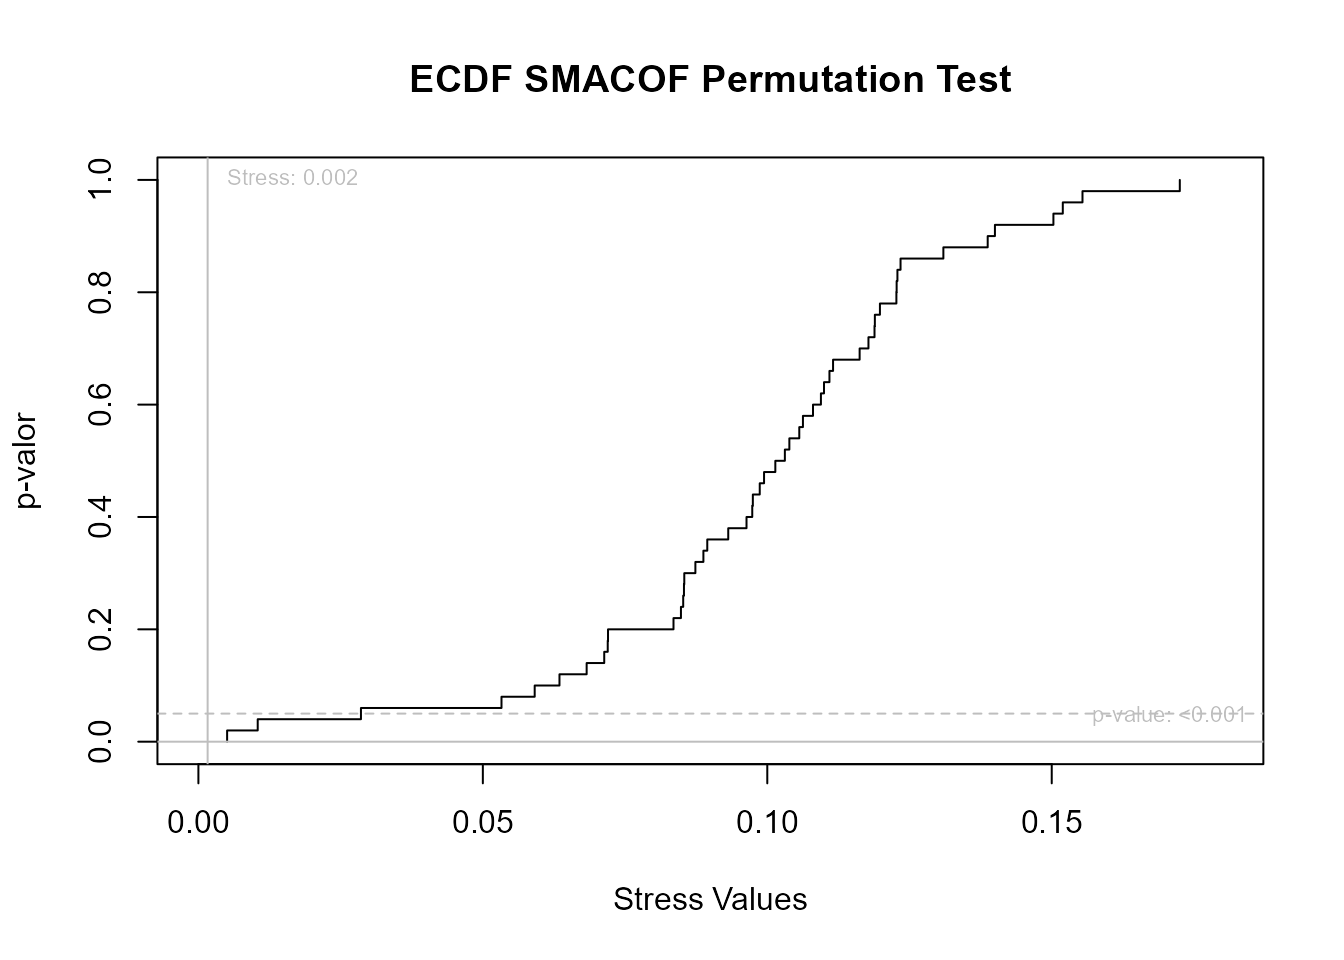 ECDF SMACOF Permutation Test
Stress: 0.002
p-valor
1.0
0.8
0.6
0.4
0.2
0.0
p-value: <0.001
0.00 0.05 0.10 0.15
Stress Values